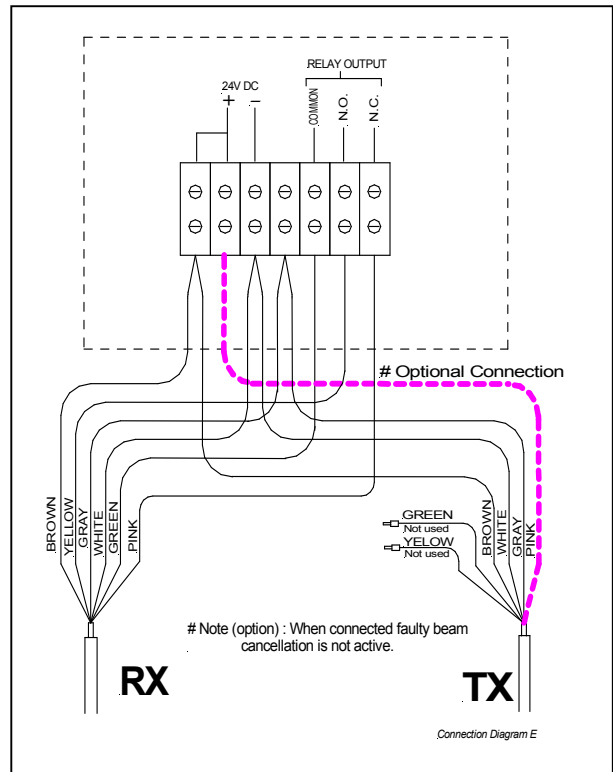 RELAY OUTPUT
24V DC
+ −
COMMON
N.O.
N.C.
# Optional Connection
BROWN
YELLOW
GRAY
WHITE
GREEN
PINK
GREEN
Not used
YELOW
Not used
BROWN
WHITE
GRAY
PINK
# Note (option) : When connected faulty beam
cancellation is not active.
RX
TX
Connection Diagram E